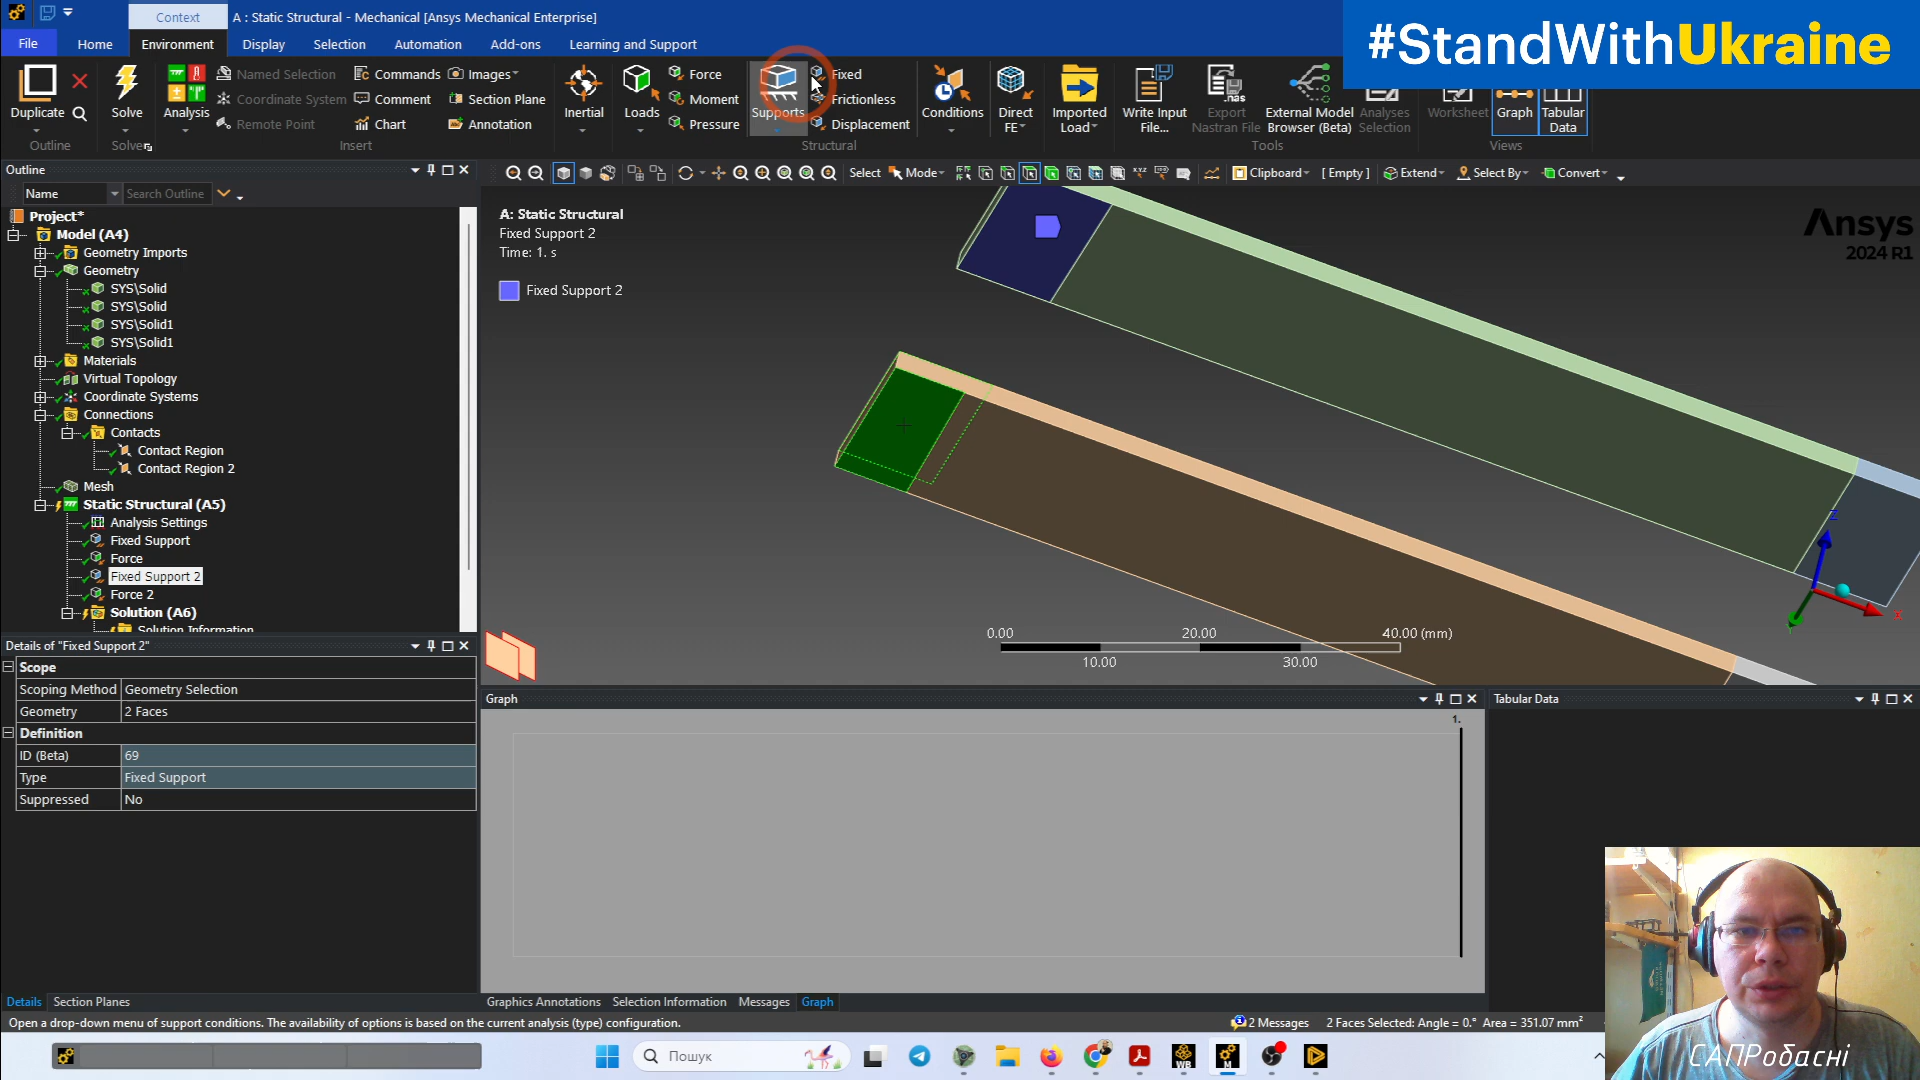 Context
A : Static Structural - Mechanical [Ansys Mechanical Enterprise]
#StandWithUkraine
File
Home
Environment
Display
Selection
Automation
Add-ons
Learning and Support
Duplicate
Solve
Analysis
Named Selection
Coordinate System
Remote Point
Commands
Comment
Chart
Images
Section Plane
Annotation
Inertial
Loads
Force
Moment
Pressure
Supports
Fixed
Frictionless
Displacement
Conditions
Direct
FE
Imported
Load
Write Input
File...
Export
Nastran File
External Model
Browser (Beta)
Analyses
Selection
Worksheet
Graph
Tabular
Data
Outline
Solve
Insert
Structural
Tools
Views
Outline
Select
Mode
Clipboard
[ Empty ]
Extend
Select By
Convert
Name
Search Outline
Project*
Model (A4)
Geometry Imports
Geometry
SYS\Solid
SYS\Solid
SYS\Solid1
SYS\Solid1
Materials
Virtual Topology
Coordinate Systems
Connections
Contacts
Contact Region
Contact Region 2
Mesh
Static Structural (A5)
Analysis Settings
Fixed Support
Force
Fixed Support 2
Force 2
Solution (A6)
Solution Information
A: Static Structural
Fixed Support 2
Time: 1. s
Fixed Support 2
Ansys
2024 R1
Z
X
0.00
20.00
40.00 (mm)
10.00
30.00
Details of "Fixed Support 2"
Scope
Scoping Method
Geometry Selection
Geometry
2 Faces
Definition
ID (Beta)
69
Type
Fixed Support
Suppressed
No
Graph
1.
Tabular Data
Details
Section Planes
Graphics Annotations
Selection Information
Messages
Graph
Open a drop-down menu of support conditions. The availability of options is based on the current analysis (type) configuration.
2 Messages
2 Faces Selected: Angle = 0.° Area = 351.07 mm²
Пошук
WB
M
САПРобасні